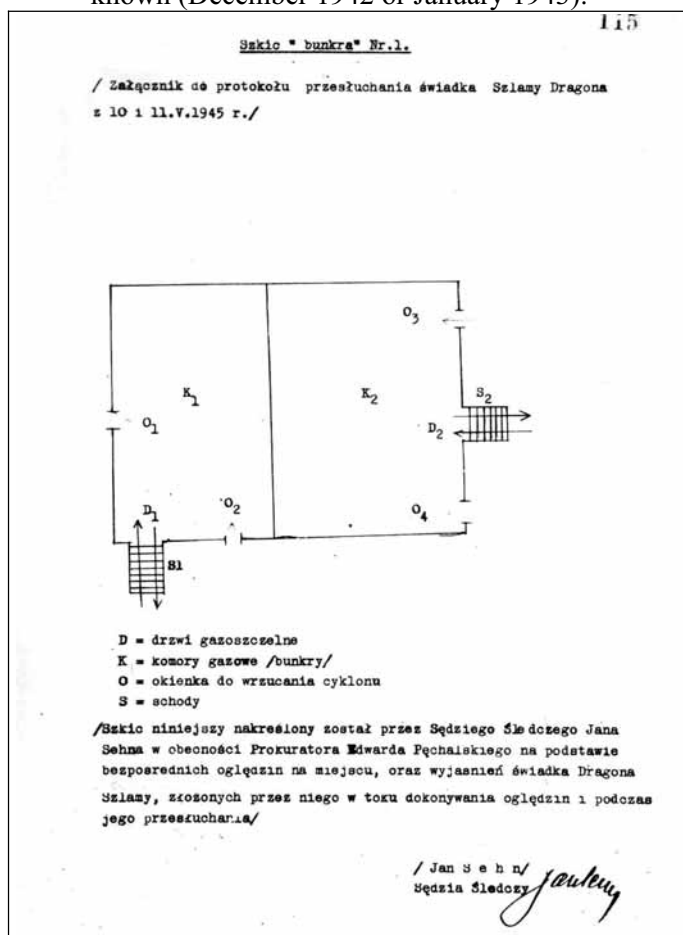 known (December 1942 or January 1943).
115
Szkic " bunkra" Nr.1.
/ Załącznik do protokołu przesłuchania świadka Szlamy Dragona
z 10 i 11.V.1945 r./
O3
K1
K2
S2
O1
D2
D1
O2
O4
S1
D = drzwi gazoszczelne
K = komory gazowe /bunkry/
O = okienka do wrzucania cyklonu
S = schody
/Szkic niniejszy nakreślony został przez Sędziego Śledczego Jana
Sehna w obecności Prokuratora Edwarda Pęchalskiego na podstawie
bezpośrednich oględzin na miejscu, oraz wyjasnień świadka Dragona
Szlamy, złożonych przez niego w toku dokonywania oględzin i podczas
jego przesłuchania/
/ Jan S e h n/
Sędzia Śledczy